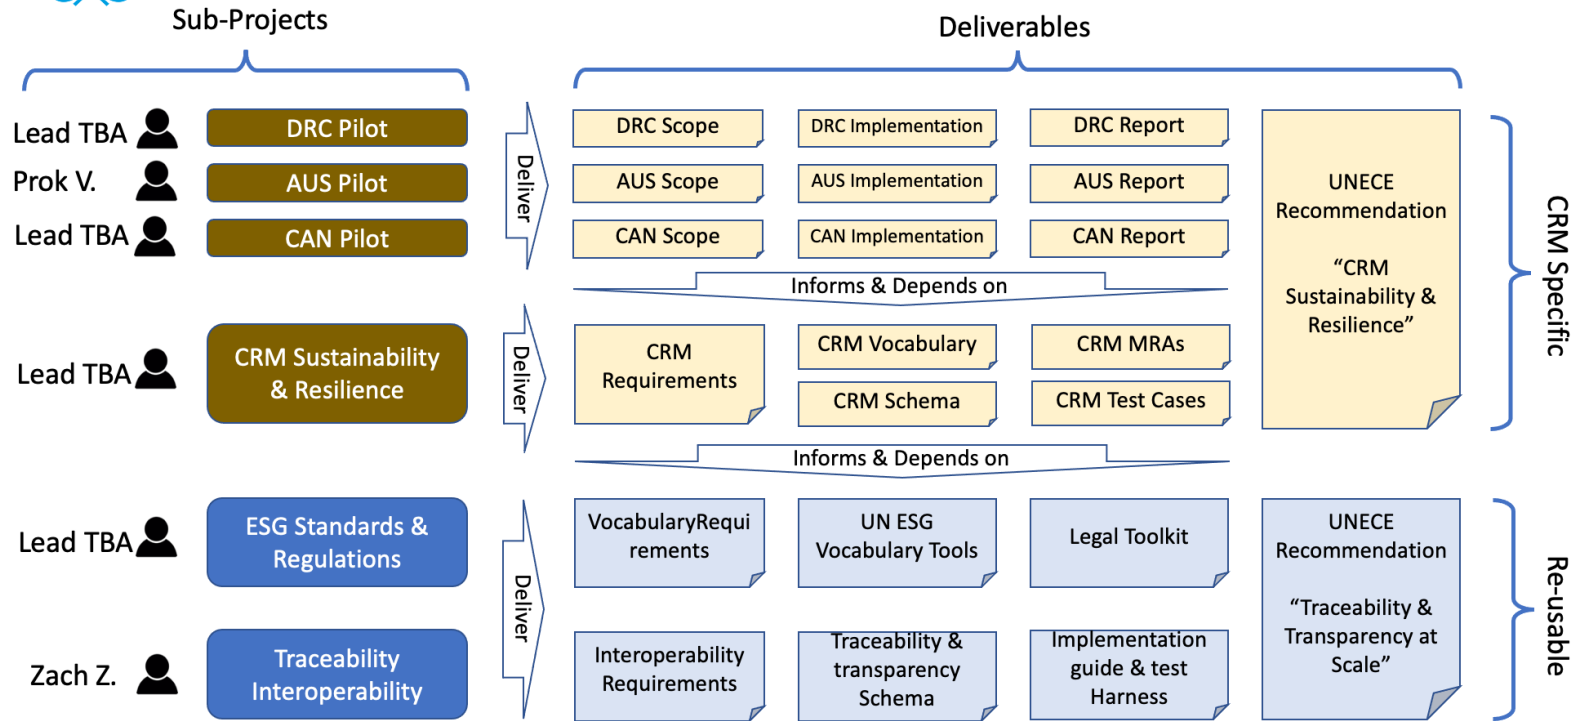 Sub-Projects
Deliverables
Lead TBA
DRC Pilot
Deliver
DRC Scope
DRC Implementation
DRC Report
Prok V.
AUS Pilot
AUS Scope
AUS Implementation
AUS Report
Lead TBA
CAN Pilot
CAN Scope
CAN Implementation
CAN Report
UNECE
Recommendation
“CRM
Sustainability &
Resilience”
CRM Specific
Informs & Depends on
Lead TBA
CRM Sustainability
& Resilience
Deliver
CRM
Requirements
CRM Vocabulary
CRM MRAs
CRM Schema
CRM Test Cases
Informs & Depends on
Lead TBA
ESG Standards &
Regulations
Deliver
VocabularyRequi
rements
UN ESG
Vocabulary Tools
Legal Toolkit
UNECE
Recommendation
“Traceability &
Transparency at
Scale”
Re-usable
Zach Z.
Traceability
Interoperability
Interoperability
Requirements
Traceability &
transparency
Schema
Implementation
guide & test
Harness